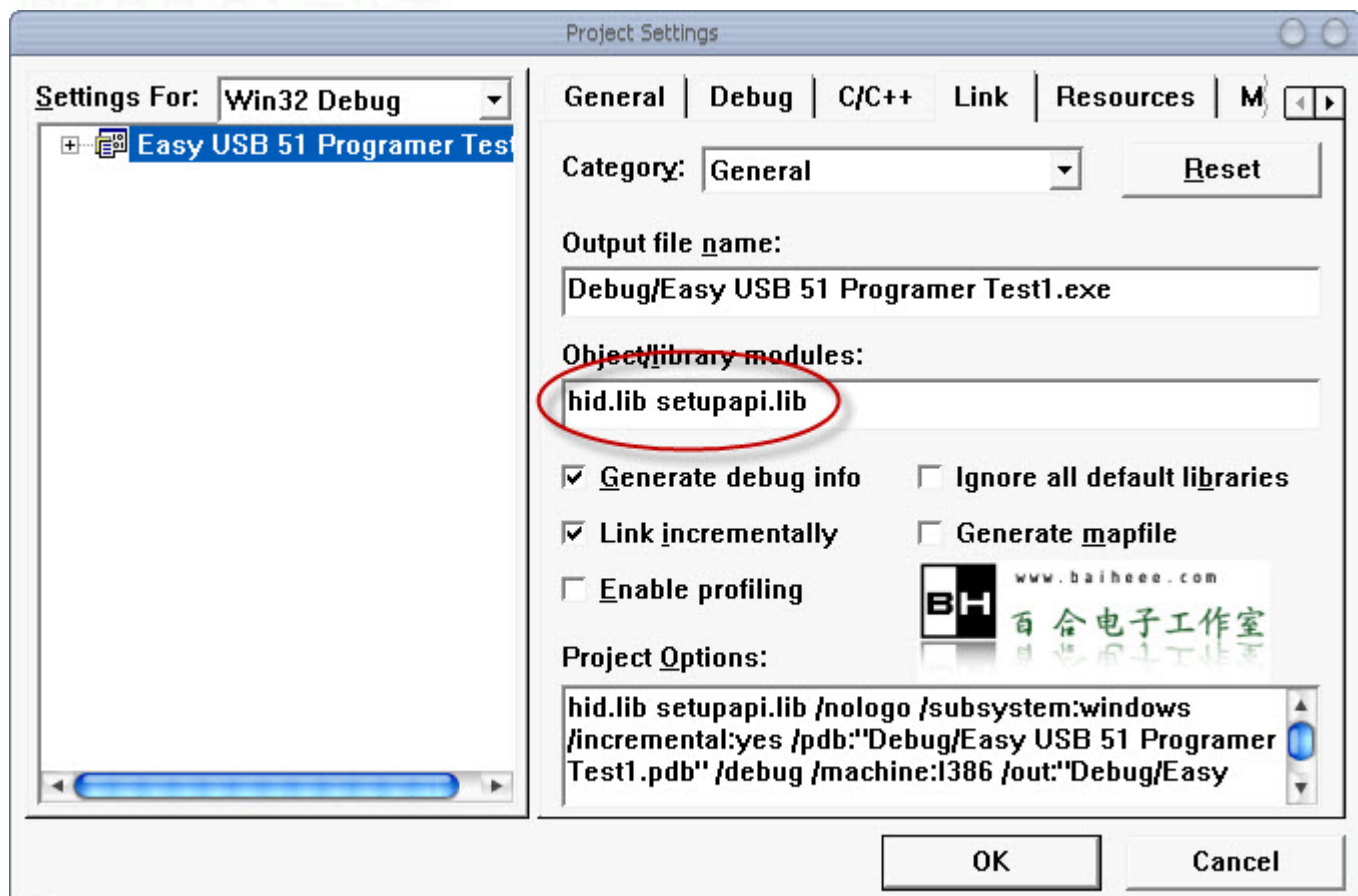 Project Settings
Settings For: Win32 Debug
Easy USB 51 Programer Test
General Debug C/C++ Link Resources M
Category: General Reset
Output file name:
Debug/Easy USB 51 Programer Test1.exe
Object/library modules:
hid.lib setupapi.lib
Generate debug info Ignore all default libraries
Link incrementally Generate mapfile
Enable profiling
www.baiheee.com
BH
百合电子工作室
Project Options:
hid.lib setupapi.lib /nologo /subsystem:windows
/incremental:yes /pdb:"Debug/Easy USB 51 Programer
Test1.pdb" /debug /machine:I386 /out:"Debug/Easy
OK Cancel